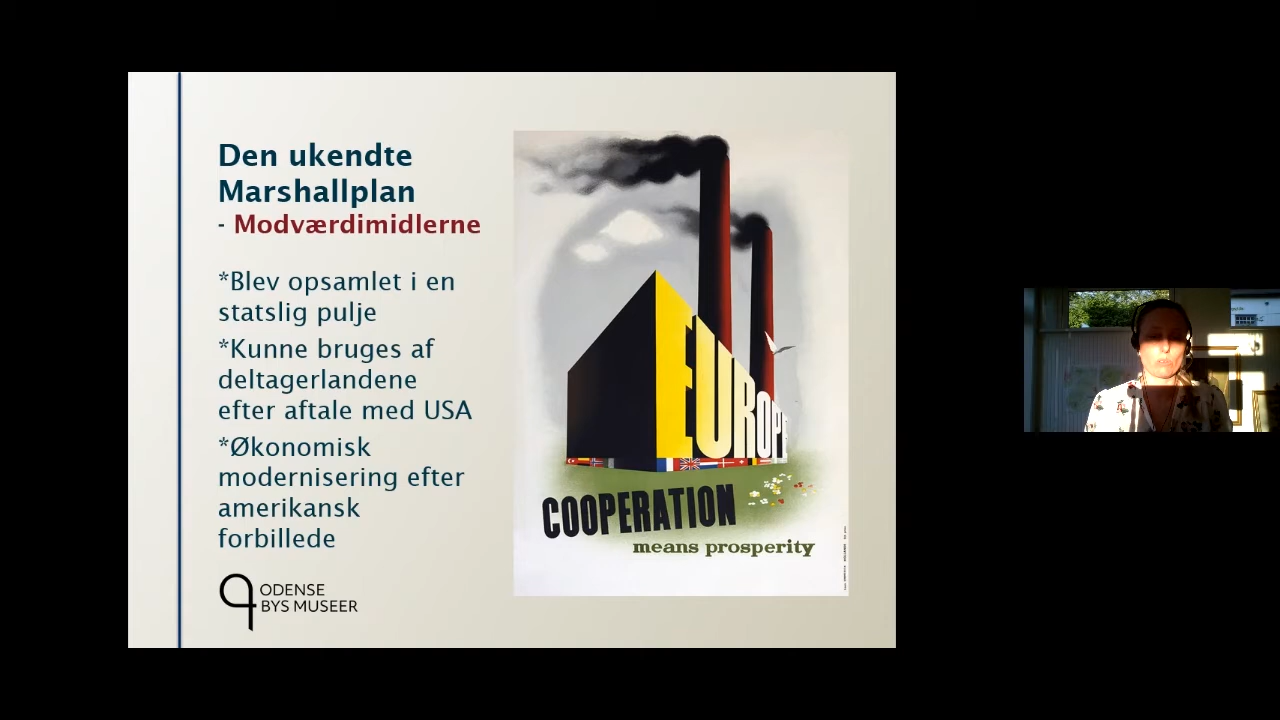 Den ukendte
Marshallplan
- Modværdimidlerne
*Blev opsamlet i en
statslig pulje
*Kunne bruges af
deltagerlandene
efter aftale med USA
*Økonomisk
modernisering efter
amerikansk
forbillede
ODENSE
BYS MUSEER
EUROPE
COOPERATION
means prosperity